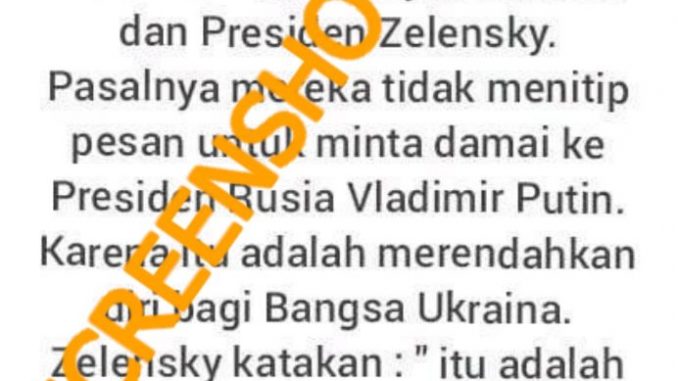 dan Presiden Zelensky.
Pasalnya mereka tidak menitip
pesan untuk minta damai ke
Presiden Rusia Vladimir Putin.
Karena itu adalah merendahkan
diri bagi Bangsa Ukraina.
Zelensky katakan : " itu adalah
CREENSHO